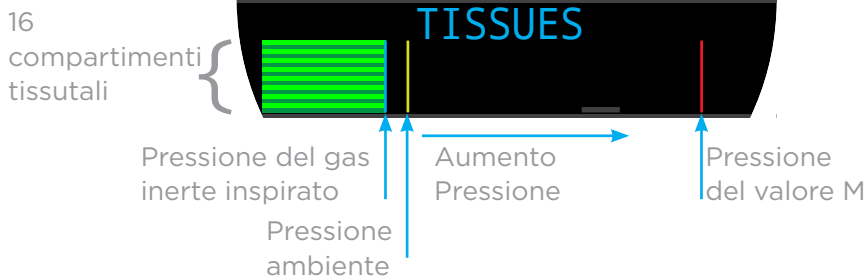 TISSUES
16
compartimenti
tissutali
Pressione del gas
inerte inspirato
Aumento
Pressione
Pressione
del valore M
Pressione
ambiente